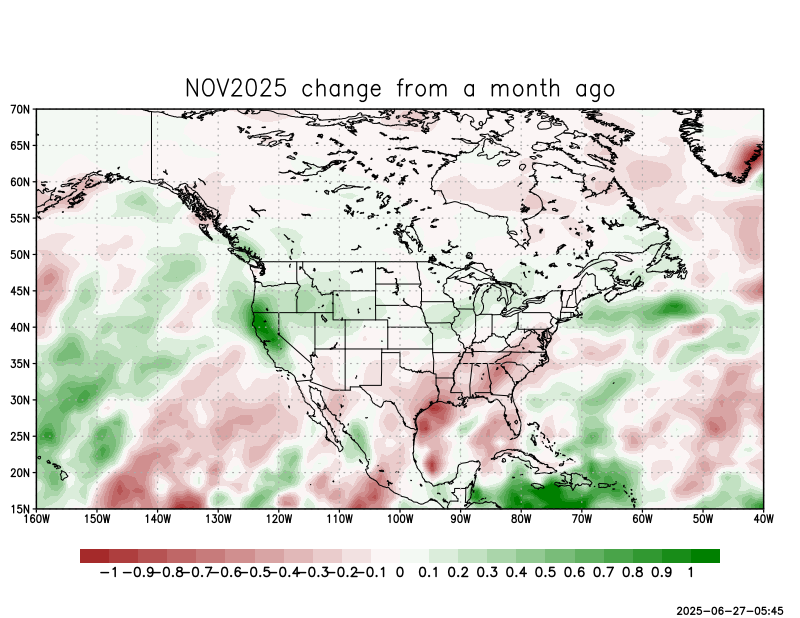 NOV2025 change from a month ago
70N
65N
60N
55N
50N
45N
40N
35N
30N
25N
20N
15N
160W 150W 140W 130W 120W 110W 100W 90W 80W 70W 60W 50W 40W
-1 -0.9 -0.8 -0.7 -0.6 -0.5 -0.4 -0.3 -0.2 -0.1 0 0.1 0.2 0.3 0.4 0.5 0.6 0.7 0.8 0.9 1
2025-06-27-05:45